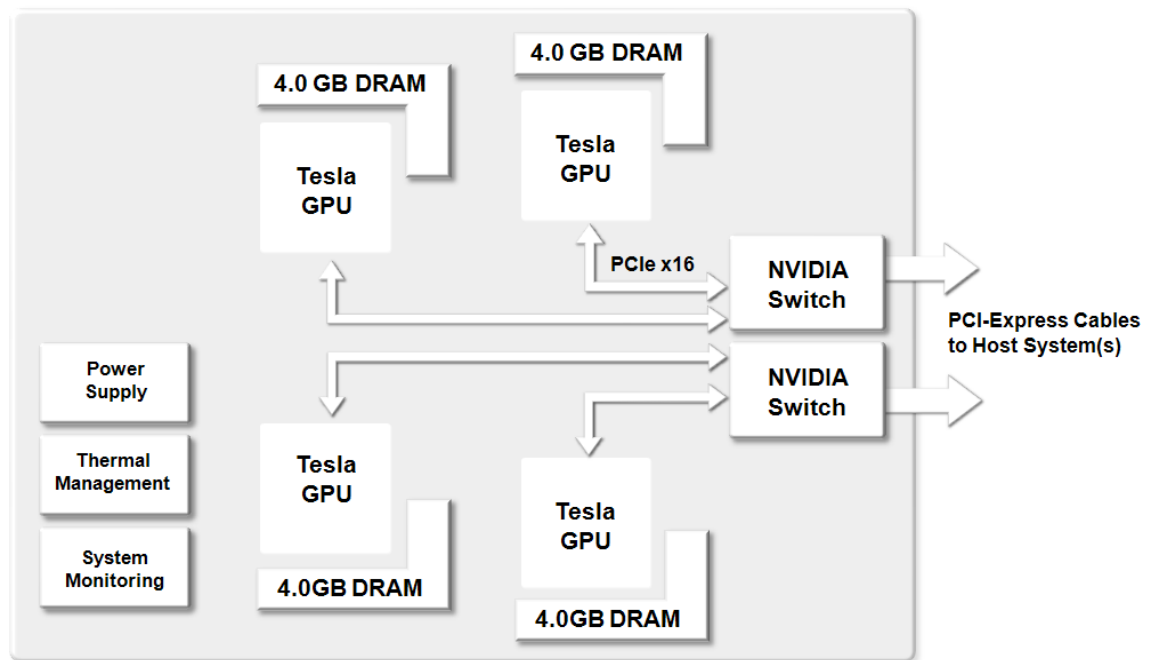 4.0 GB DRAM
Tesla
GPU
4.0 GB DRAM
Tesla
GPU
PCIe x16
NVIDIA
Switch
PCI-Express Cables
to Host System(s)
NVIDIA
Switch
Power
Supply
Thermal
Management
System
Monitoring
Tesla
GPU
4.0GB DRAM
Tesla
GPU
4.0GB DRAM